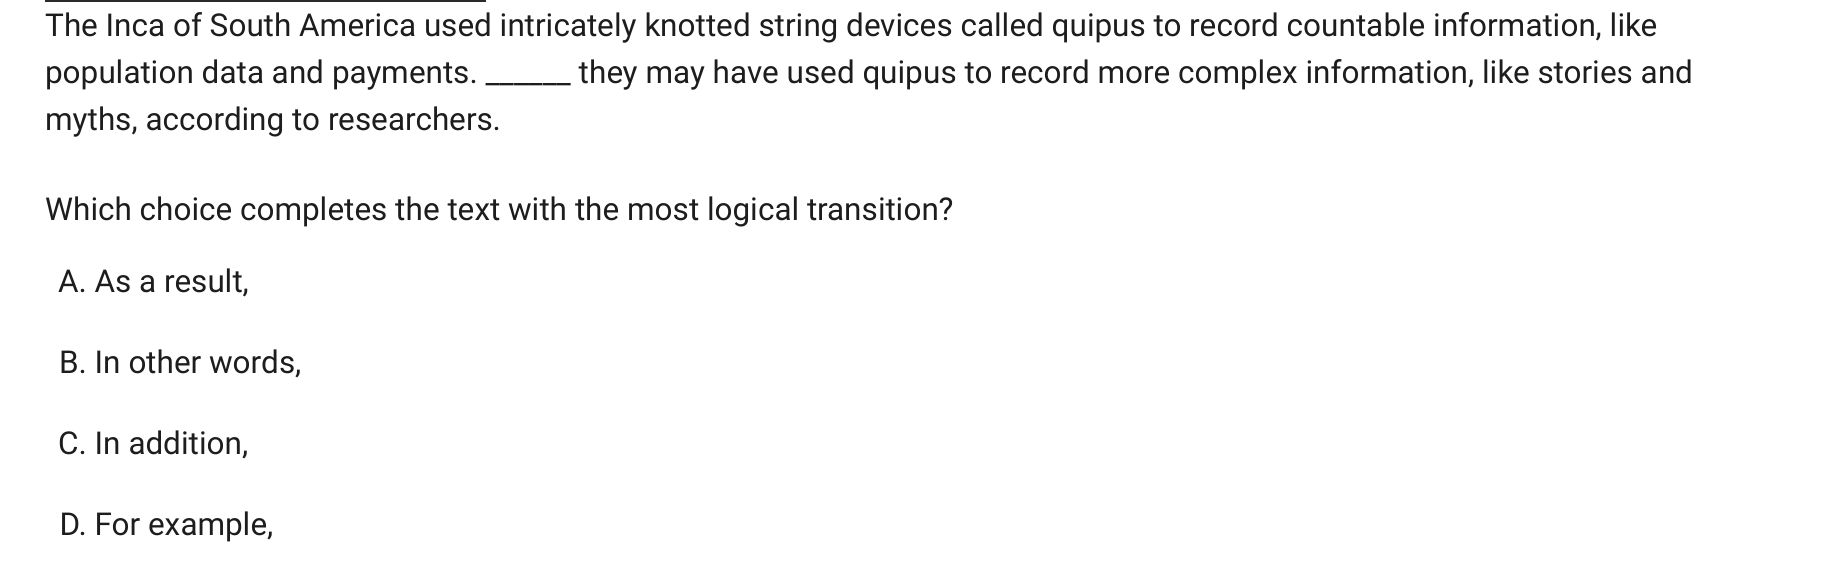 The Inca of South America used intricately knotted string devices called quipus to record countable information, like
population data and payments. ______ they may have used quipus to record more complex information, like stories and
myths, according to researchers.
Which choice completes the text with the most logical transition?
A. As a result,
B. In other words,
C. In addition,
D. For example,